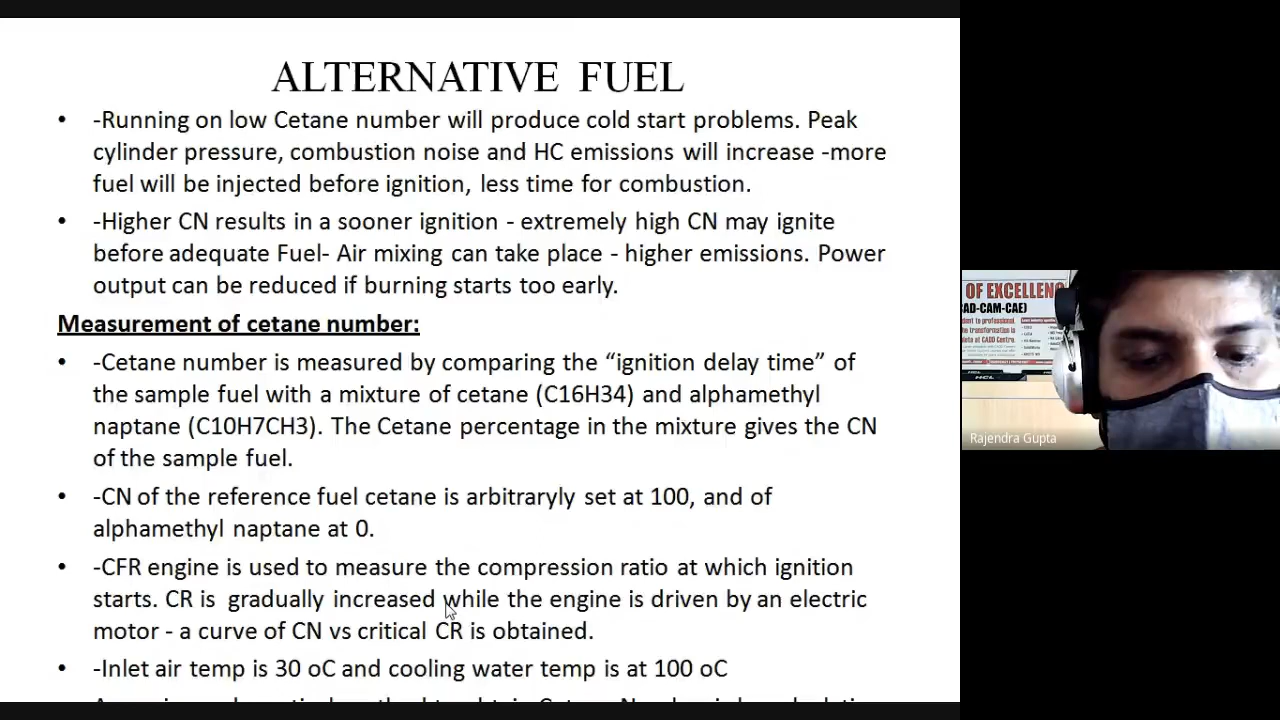 ALTERNATIVE FUEL
• -Running on low Cetane number will produce cold start problems. Peak
cylinder pressure, combustion noise and HC emissions will increase -more
fuel will be injected before ignition, less time for combustion.
• -Higher CN results in a sooner ignition - extremely high CN may ignite
before adequate Fuel- Air mixing can take place - higher emissions. Power
output can be reduced if burning starts too early.
Measurement of cetane number:
• -Cetane number is measured by comparing the “ignition delay time” of
the sample fuel with a mixture of cetane (C16H34) and alphamethyl
naptane (C10H7CH3). The Cetane percentage in the mixture gives the CN
of the sample fuel.
• -CN of the reference fuel cetane is arbitraryly set at 100, and of
alphamethyl naptane at 0.
• -CFR engine is used to measure the compression ratio at which ignition
starts. CR is gradually increased while the engine is driven by an electric
motor - a curve of CN vs critical CR is obtained.
• -Inlet air temp is 30 oC and cooling water temp is at 100 oC
OF EXCELLENC
CAD-CAM-CAE)
HCL
Rajendra Gupta